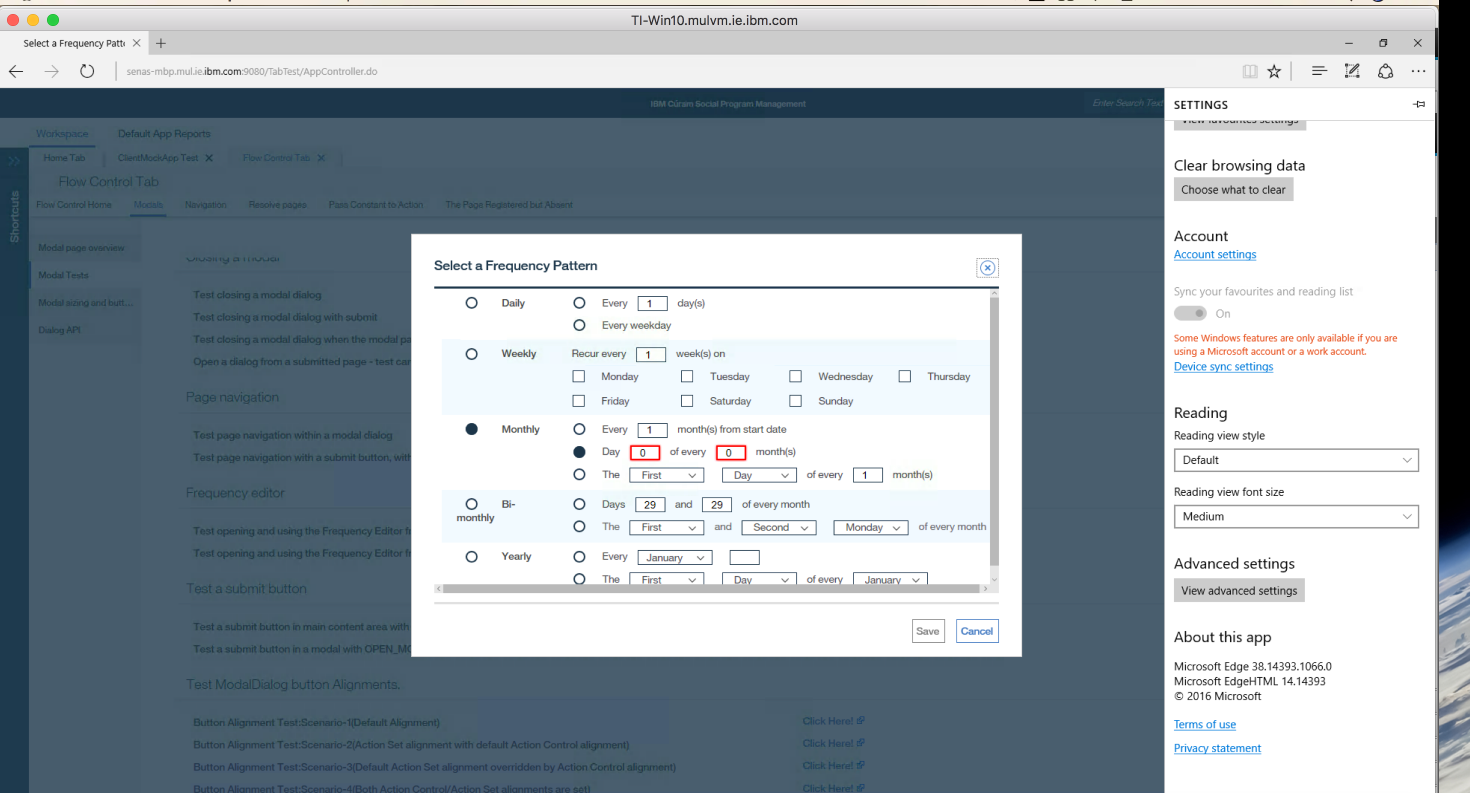 TI-Win10.mulvm.ie.ibm.com
Select a Frequency Patte
senas-mbp.mul.ie.ibm.com:9080/TabTest/AppController.do
IBM Cúram Social Program Management
Enter Search Text
Workspace Default App Reports
Home Tab ClientMockApp Test Flow Control Tab
Flow Control Tab
Shortcuts
Flow Control Home Modals Navigation Resolve pages Pass Constant to Action The Page Registered but Absent
Modal page overview
Modal Tests
Modal sizing and butt...
Dialog API
Closing a modal
Test closing a modal dialog
Test closing a modal dialog with submit
Test closing a modal dialog when the modal pa
Open a dialog from a submitted page - test can
Page navigation
Test page navigation within a modal dialog
Test page navigation with a submit button, with
Frequency editor
Test opening and using the Frequency Editor f
Test opening and using the Frequency Editor f
Test a submit button
Test a submit button in main content area with
Test a submit button in a modal with OPEN_MO
Test ModalDialog button Alignments.
Button Alignment Test:Scenario-1(Default Alignment) Click Here!
Button Alignment Test:Scenario-2(Action Set alignment with default Action Control alignment) Click Here!
Button Alignment Test:Scenario-3(Default Action Set alignment overridden by Action Control alignment) Click Here!
Button Alignment Test:Scenario-4(Both Action Control/Action Set alignments are set) Click Here!
Select a Frequency Pattern
Daily Every 1 day(s)
Every weekday
Weekly Recur every 1 week(s) on
Monday Tuesday Wednesday Thursday
Friday Saturday Sunday
Monthly Every 1 month(s) from start date
Day 0 of every 0 month(s)
The First Day of every 1 month(s)
Bi-
monthly
Days 29 and 29 of every month
The First and Second Monday of every month
Yearly Every January
The First Day of every January
Save Cancel
SETTINGS
View favourites settings
Clear browsing data
Choose what to clear
Account
Account settings
Sync your favourites and reading list
On
Some Windows features are only available if you are
using a Microsoft account or a work account.
Device sync settings
Reading
Reading view style
Default
Reading view font size
Medium
Advanced settings
View advanced settings
About this app
Microsoft Edge 38.14393.1066.0
Microsoft EdgeHTML 14.14393
© 2016 Microsoft
Terms of use
Privacy statement